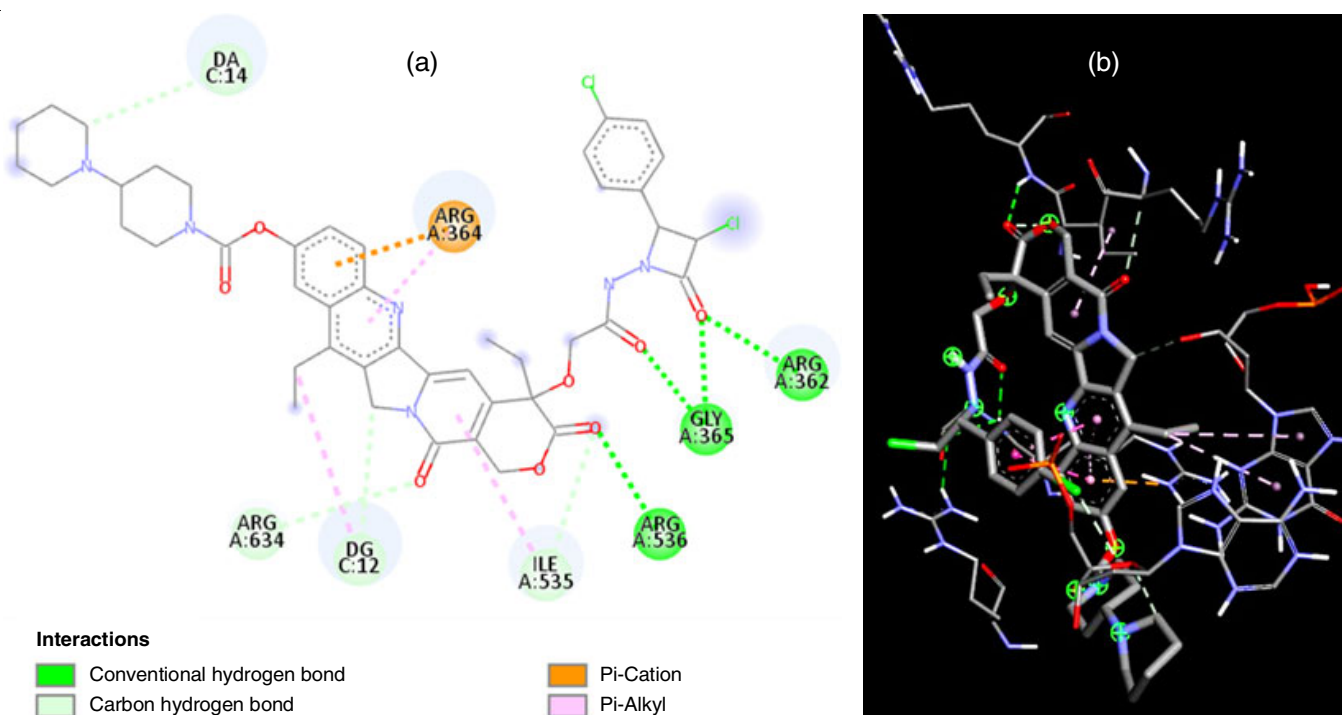 (a)
(b)
DA
C:14
Cl
ARG
A:364
Cl
N
N
O
O
N
N
N
O
O
N
O
O
O
O
N
O
ARG
A:362
GLY
A:365
ARG
A:536
ARG
A:634
DG
C:12
ILE
A:535
Interactions
Conventional hydrogen bond
Carbon hydrogen bond
Pi-Cation
Pi-Alkyl